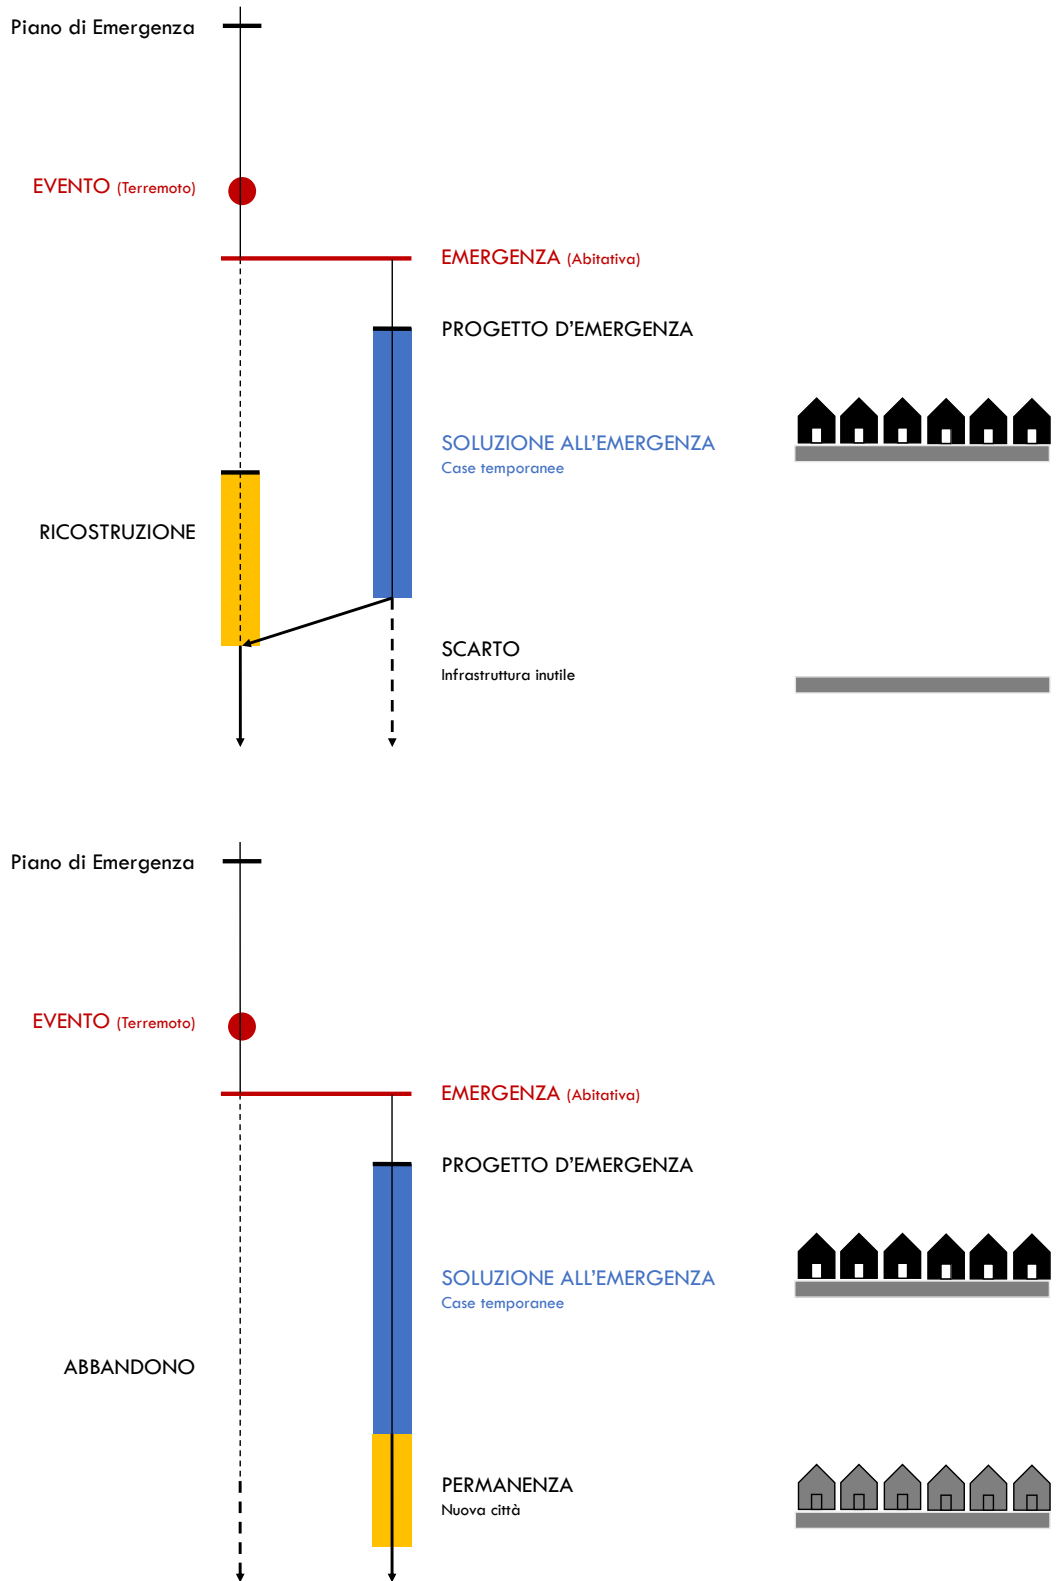 Piano di Emergenza
EVENTO (Terremoto)
EMERGENZA (Abitativa)
PROGETTO D'EMERGENZA
SOLUZIONE ALL'EMERGENZA
Case temporanee
RICOSTRUZIONE
SCARTO
Infrastruttura inutile
Piano di Emergenza
EVENTO (Terremoto)
EMERGENZA (Abitativa)
PROGETTO D'EMERGENZA
SOLUZIONE ALL'EMERGENZA
Case temporanee
ABBANDONO
PERMANENZA
Nuova città